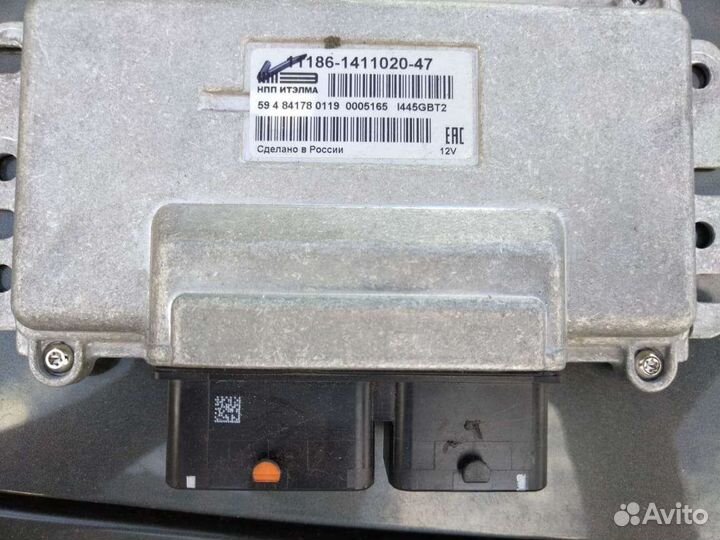 11186-1411020-47
НПП ИТЭЛМА
59 4 84178 0119 0005165 I445GBT2
EAC
Сделано в России 12V
Avito